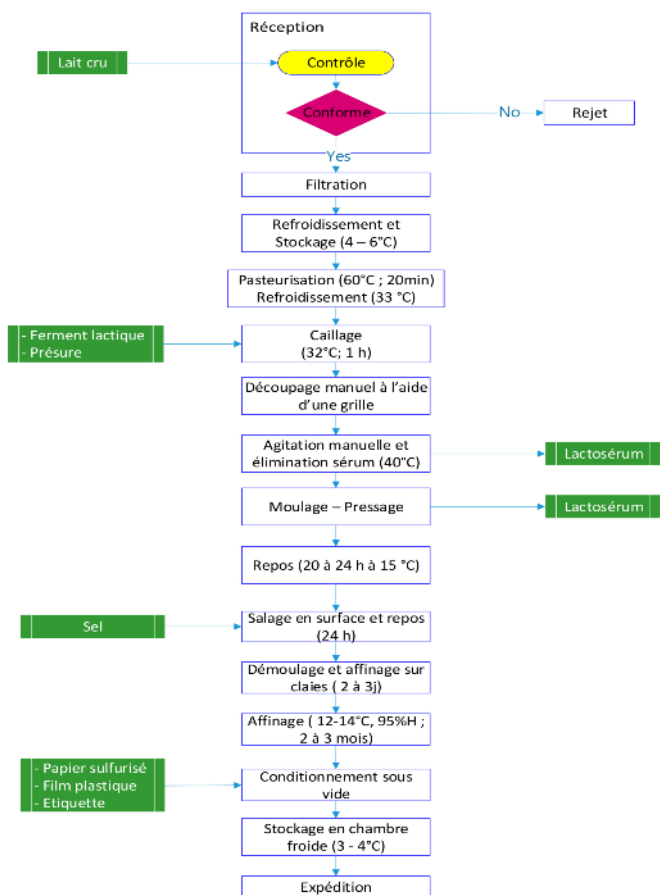 Réception
Lait cru
Contrôle
Conforme
No
Rejet
Yes
Filtration
Refroidissement et
Stockage (4 – 6°C)
Pasteurisation (60°C ; 20min)
Refroidissement (33 °C)
- Ferment lactique
- Présure
Caillage
(32°C; 1 h)
Découpage manuel à l'aide
d'une grille
Agitation manuelle et
élimination sérum (40°C)
Lactosérum
Moulage – Pressage
Lactosérum
Repos (20 à 24 h à 15 °C)
Sel
Salage en surface et repos
(24 h)
Démoulage et affinage sur
claies ( 2 à 3j)
Affinage ( 12-14°C, 95%H ;
2 à 3 mois)
- Papier sulfurisé
- Film plastique
- Etiquette
Conditionnement sous
vide
Stockage en chambre
froide (3 - 4°C)
Expédition